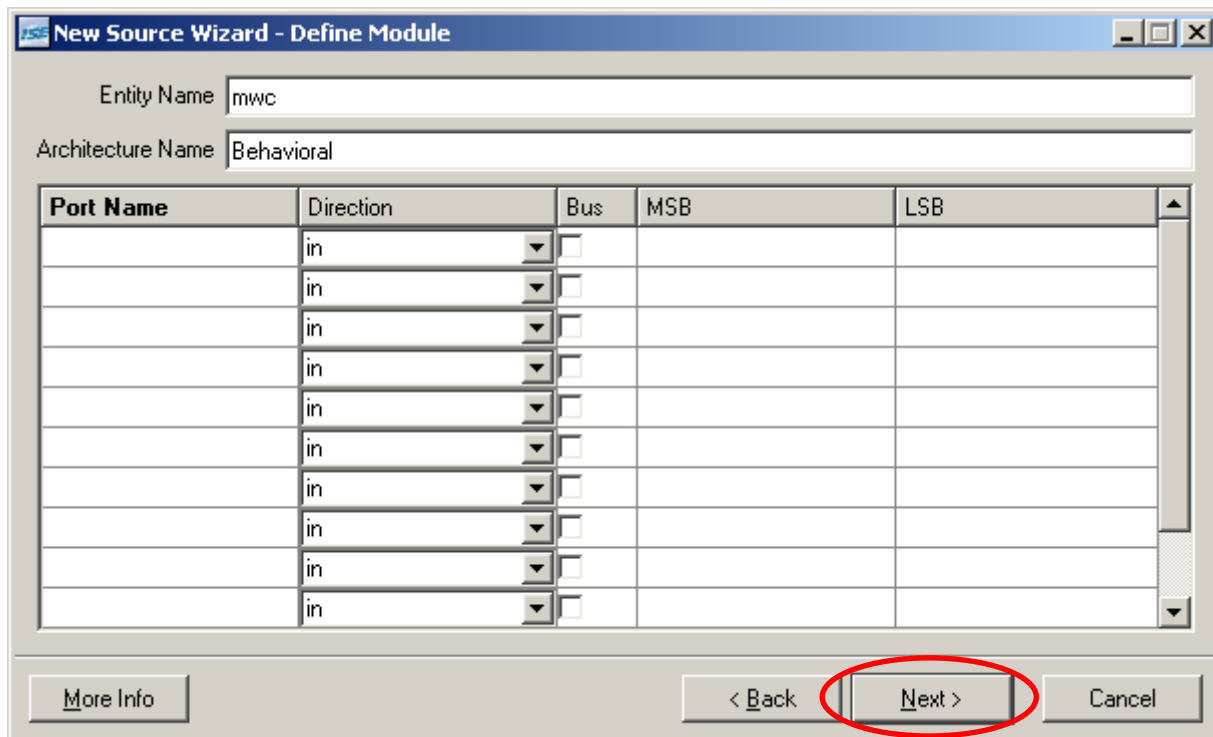 ISE New Source Wizard - Define Module
Entity Name mwc
Architecture Name Behavioral
Port Name Direction Bus MSB LSB
in
in
in
in
in
in
in
in
in
in
More Info < Back Next > Cancel